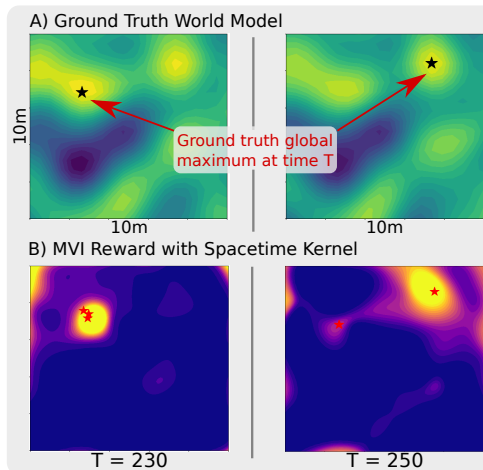 A) Ground Truth World Model
10m
Ground truth global
maximum at time T
10m
10m
B) MVI Reward with Spacetime Kernel
T = 230
T = 250